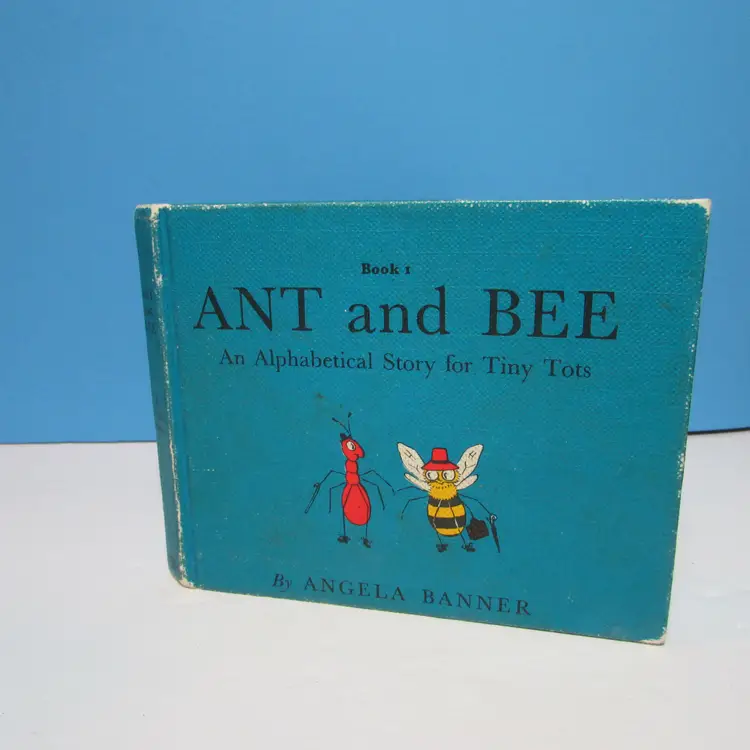 Book 1
ANT and BEE
An Alphabetical Story for Tiny Tots
By ANGELA BANNER